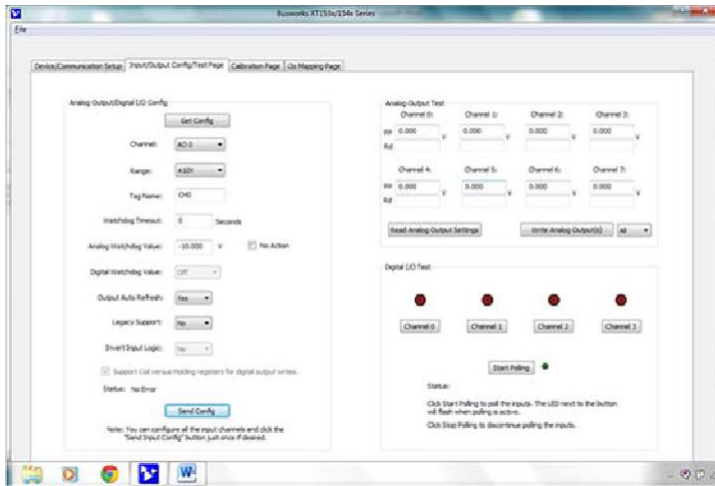 Busworks XT153x/154x Series
File
Device/Communication Setup
Input/Output Config/Test Page
Calibration Page
i2o Mapping Page
Analog Output/Digital I/O Config
Get Config
Channel: AO 0
Range: ±10V
Tag Name: CH0
Watchdog Timeout: 0 Seconds
Analog Watchdog Value: -10.000 V No Action
Digital Watchdog Value: Off
Output Auto Refresh: Yes
Legacy Support: No
Invert Input Logic: No
Support Coil versus holding registers for digital output writes.
Status: No Error
Send Config
Note: You can configure all the input channels and click the
"Send Input Config" button just once if desired.
Analog Output Test
Channel 0: Channel 1: Channel 2: Channel 3:
Wr 0.000 V 0.000 V 0.000 V 0.000 V
Rd
Channel 4: Channel 5: Channel 6: Channel 7:
Wr 0.000 V 0.000 V 0.000 V 0.000 V
Rd
Read Analog Output Settings
Write Analog Output(s)
All
Digital I/O Test
Channel 0 Channel 1 Channel 2 Channel 3
Start Polling
Status:
Click Start Polling to poll the inputs. The LED next to the button
will flash when polling is active.
Click Stop Polling to discontinue polling the inputs.